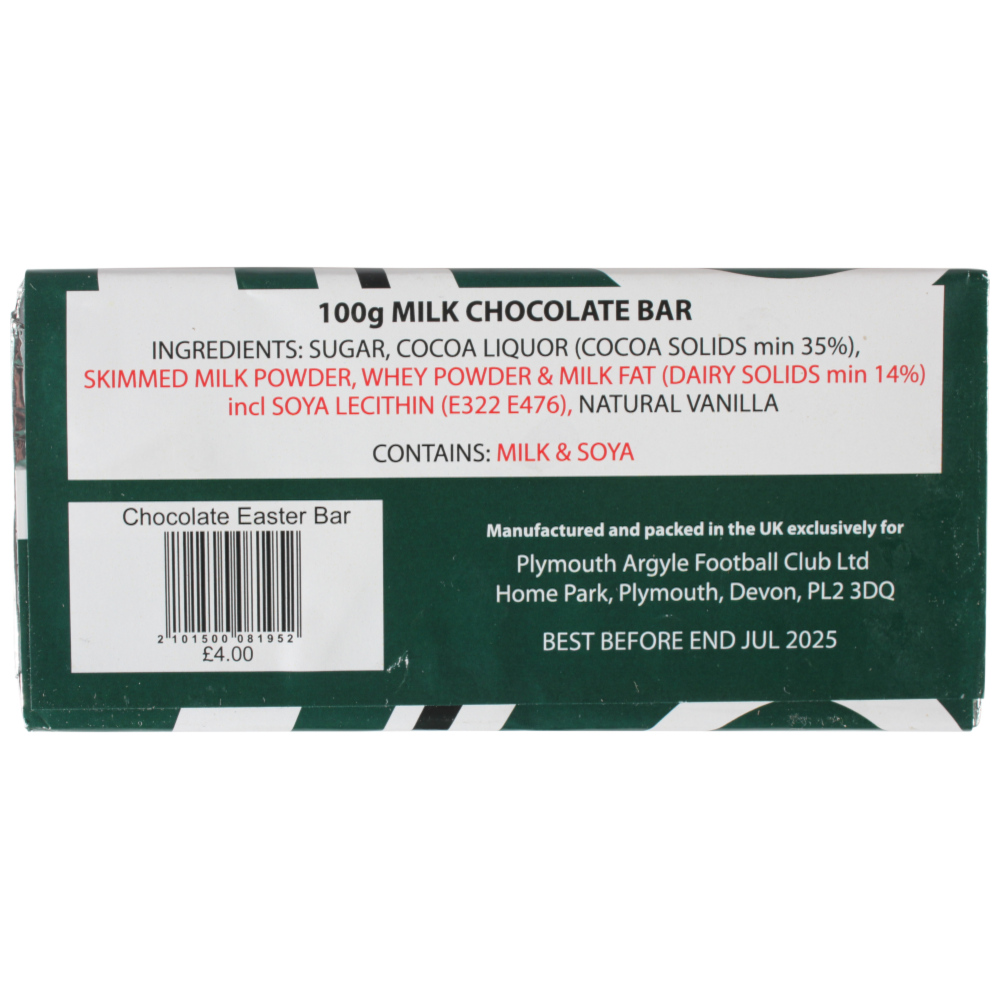 100g MILK CHOCOLATE BAR
INGREDIENTS: SUGAR, COCOA LIQUOR (COCOA SOLIDS min 35%),
SKIMMED MILK POWDER, WHEY POWDER & MILK FAT (DAIRY SOLIDS min 14%)
incl SOYA LECITHIN (E322 E476), NATURAL VANILLA
CONTAINS: MILK & SOYA
Chocolate Easter Bar
2 101500 081952
£4.00
Manufactured and packed in the UK exclusively for
Plymouth Argyle Football Club Ltd
Home Park, Plymouth, Devon, PL2 3DQ
BEST BEFORE END JUL 2025